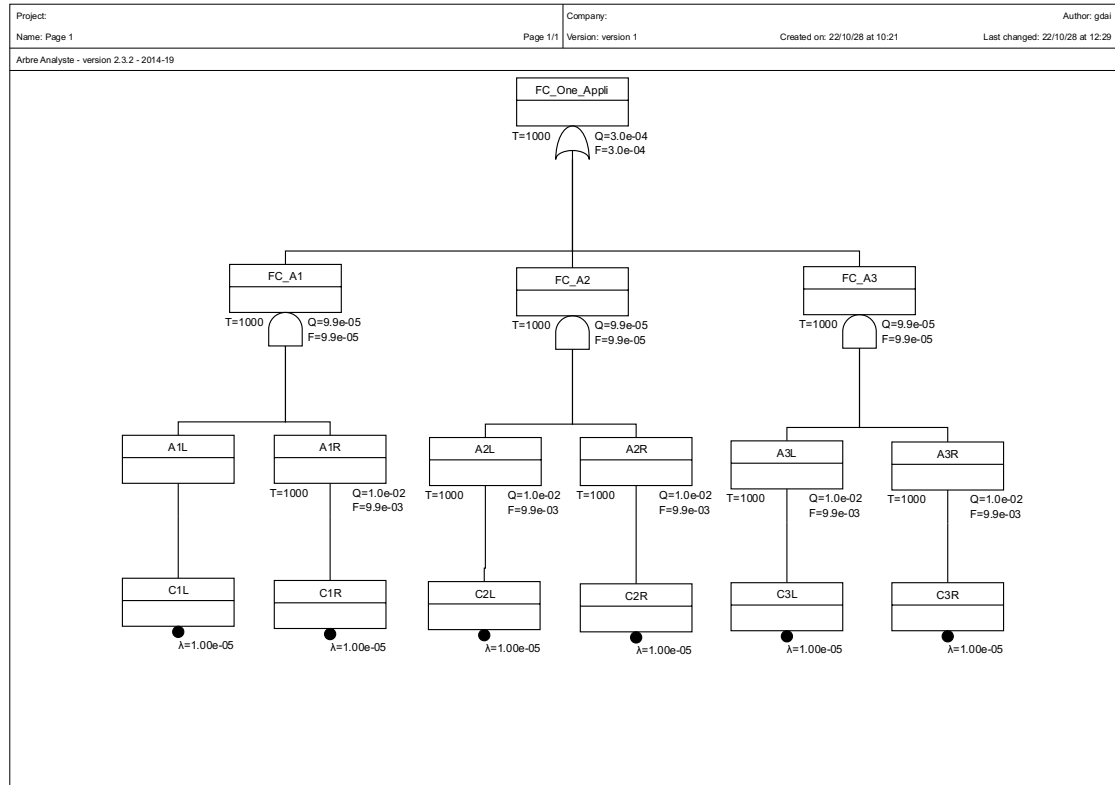 Project:
Company:
Author: gdai
Name: Page 1
Page 1/1
Version: version 1
Created on: 22/10/28 at 10:21
Last changed: 22/10/28 at 12:29
Arbre Analyste - version 2.3.2 - 2014-19
FC_One_Appli
T=1000
Q=3.0e-04
F=3.0e-04
FC_A1
T=1000
Q=9.9e-05
F=9.9e-05
FC_A2
T=1000
Q=9.9e-05
F=9.9e-05
FC_A3
T=1000
Q=9.9e-05
F=9.9e-05
A1L
A1R
T=1000
Q=1.0e-02
F=9.9e-03
A2L
T=1000
Q=1.0e-02
F=9.9e-03
A2R
T=1000
Q=1.0e-02
F=9.9e-03
A3L
T=1000
Q=1.0e-02
F=9.9e-03
A3R
T=1000
Q=1.0e-02
F=9.9e-03
C1L
λ=1.00e-05
C1R
λ=1.00e-05
C2L
λ=1.00e-05
C2R
λ=1.00e-05
C3L
λ=1.00e-05
C3R
λ=1.00e-05